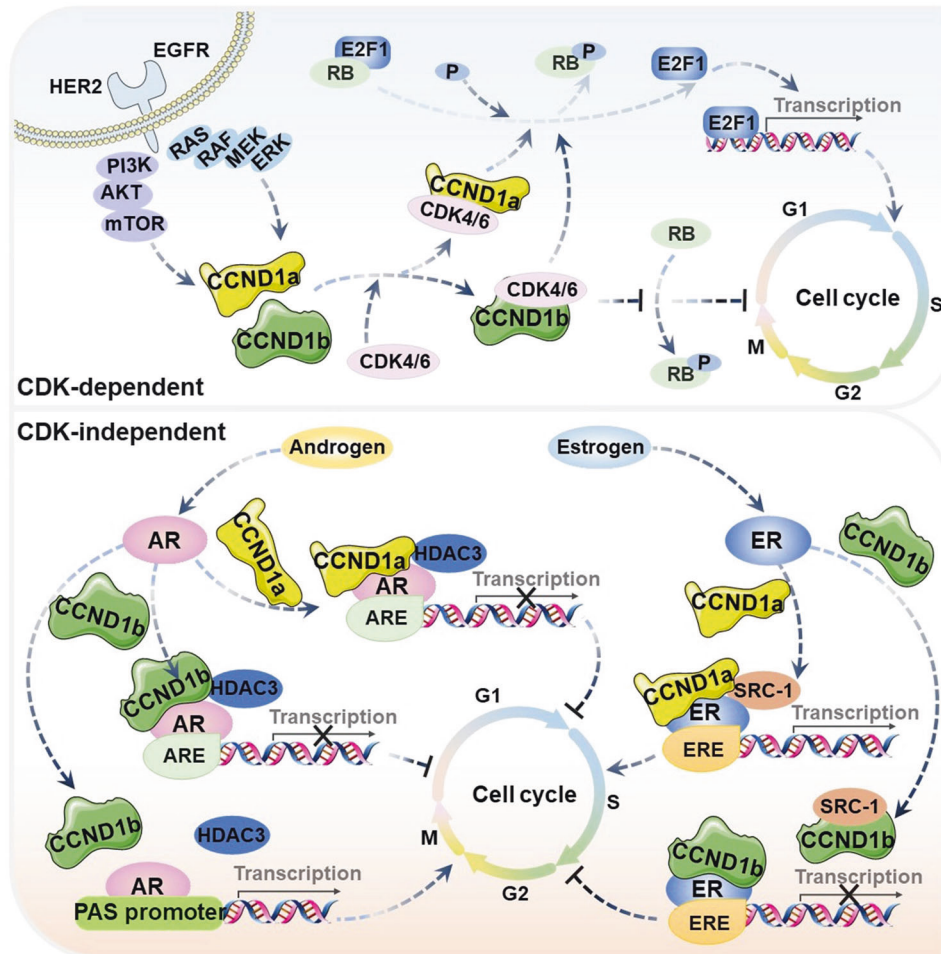 EGFR
HER2
E2F1
RB
P
RB
P
E2F1
Transcription
E2F1
PI3K
AKT
mTOR
RAS
RAF
MEK
ERK
CCND1a
CDK4/6
CCND1a
CCND1b
CDK4/6
CDK4/6
CCND1b
RB
RB
P
G1
S
G2
M
Cell cycle
CDK-dependent
CDK-independent
Androgen
Estrogen
AR
CCND1a
CCND1a
HDAC3
AR
ARE
Transcription
ER
CCND1b
CCND1a
CCND1b
CCND1b
HDAC3
AR
ARE
Transcription
CCND1a
SRC-1
ER
ERE
Transcription
G1
S
G2
M
Cell cycle
CCND1b
HDAC3
AR
PAS promoter
Transcription
SRC-1
CCND1b
CCND1b
ER
ERE
Transcription